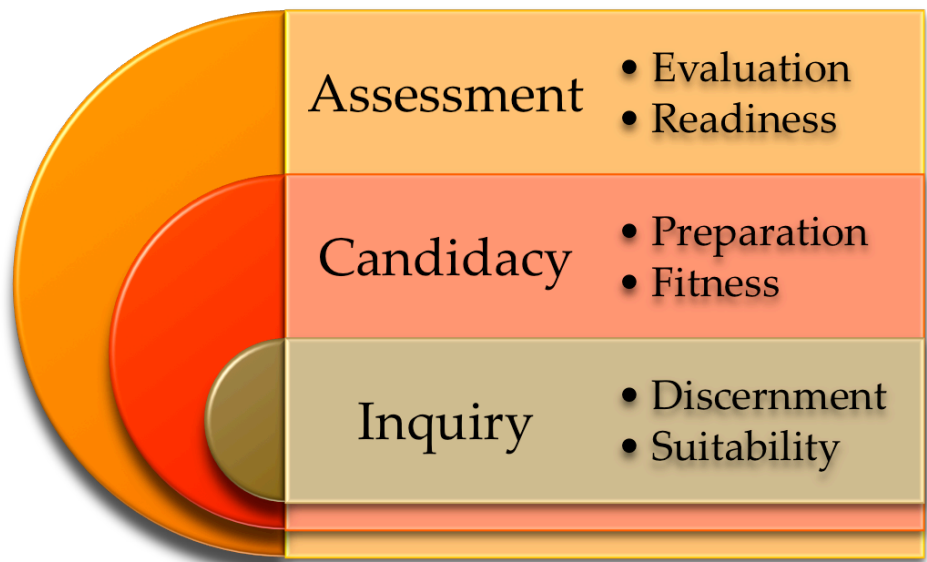 Assessment
• Evaluation
• Readiness
Candidacy
• Preparation
• Fitness
Inquiry
• Discernment
• Suitability